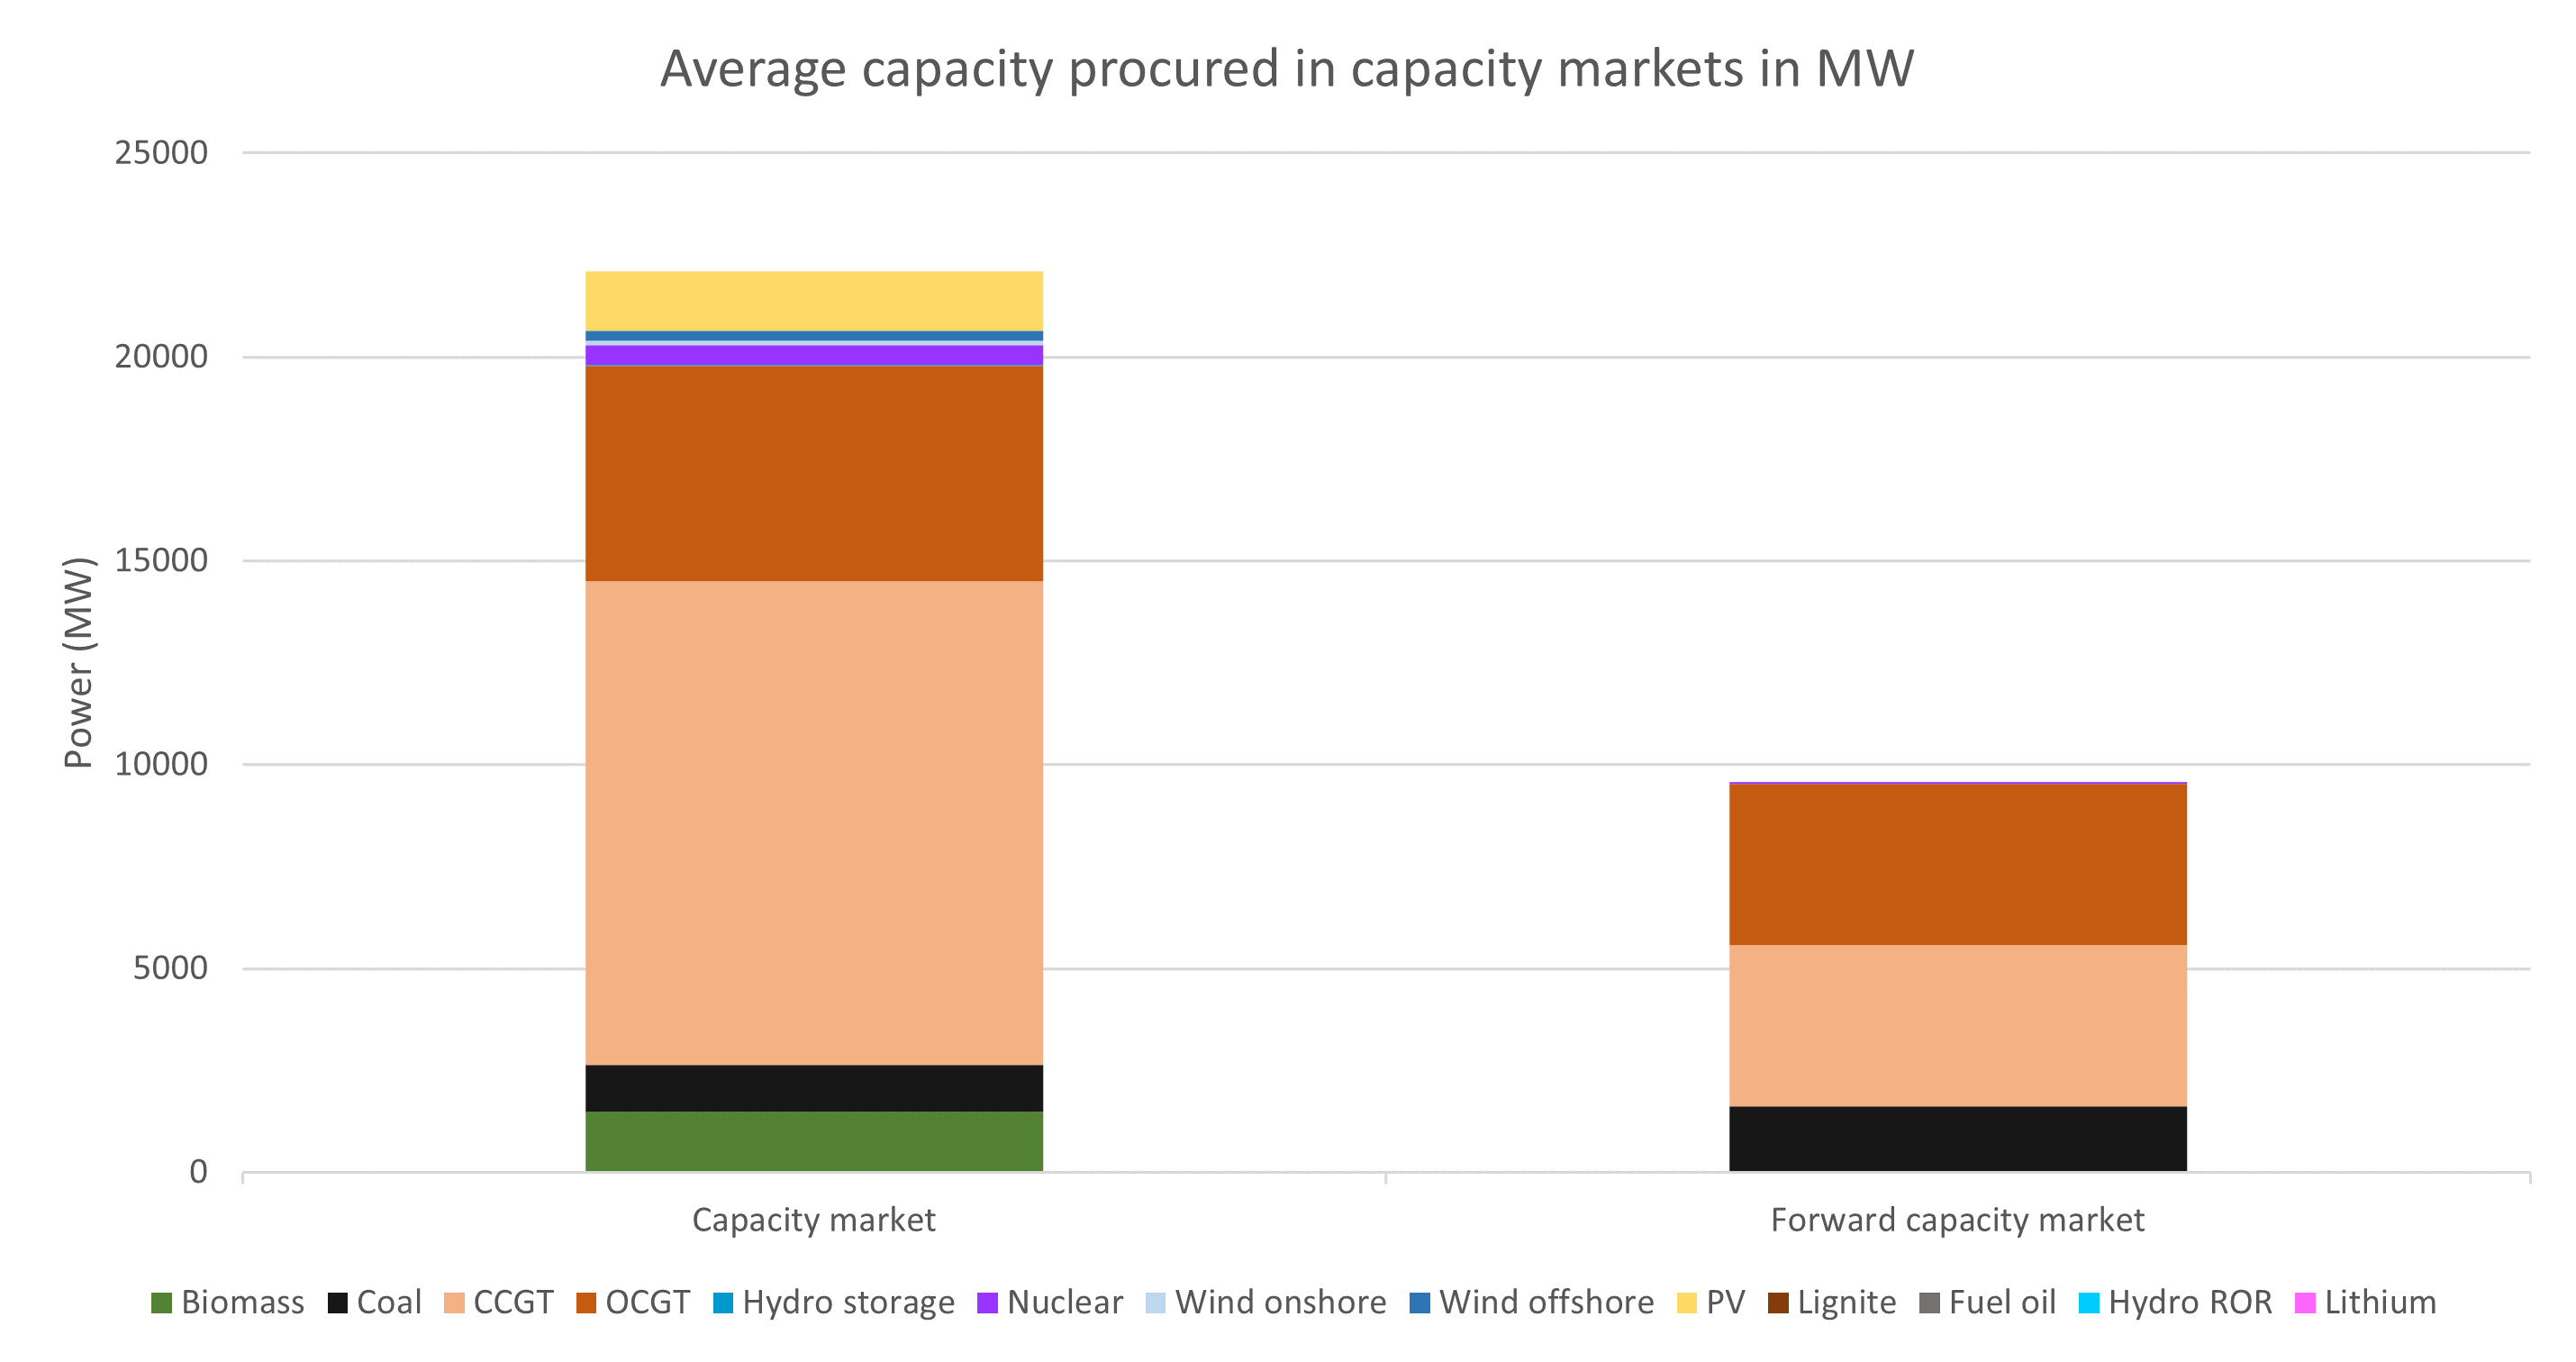 Average capacity procured in capacity markets in MW
25000
20000
15000
10000
5000
0
Power (MW)
Capacity market
Forward capacity market
Biomass Coal CCGT OCGT Hydro storage Nuclear Wind onshore Wind offshore PV Lignite Fuel oil Hydro ROR Lithium